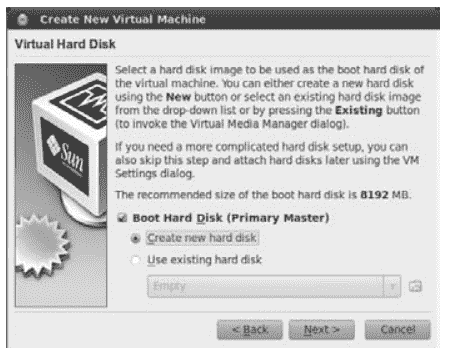 Create New Virtual Machine
Virtual Hard Disk
Select a hard disk image to be used as the boot hard disk of
the virtual machine. You can either create a new hard disk
using the New button or select an existing hard disk image
from the drop-down list or by pressing the Existing button
(to invoke the Virtual Media Manager dialog).
If you need a more complicated hard disk setup, you can
also skip this step and attach hard disks later using the VM
Settings dialog.
The recommended size of the boot hard disk is 8192 MB.
Boot Hard Disk (Primary Master)
Create new hard disk
Use existing hard disk
Empty
Sun
< Back
Next >
Cancel